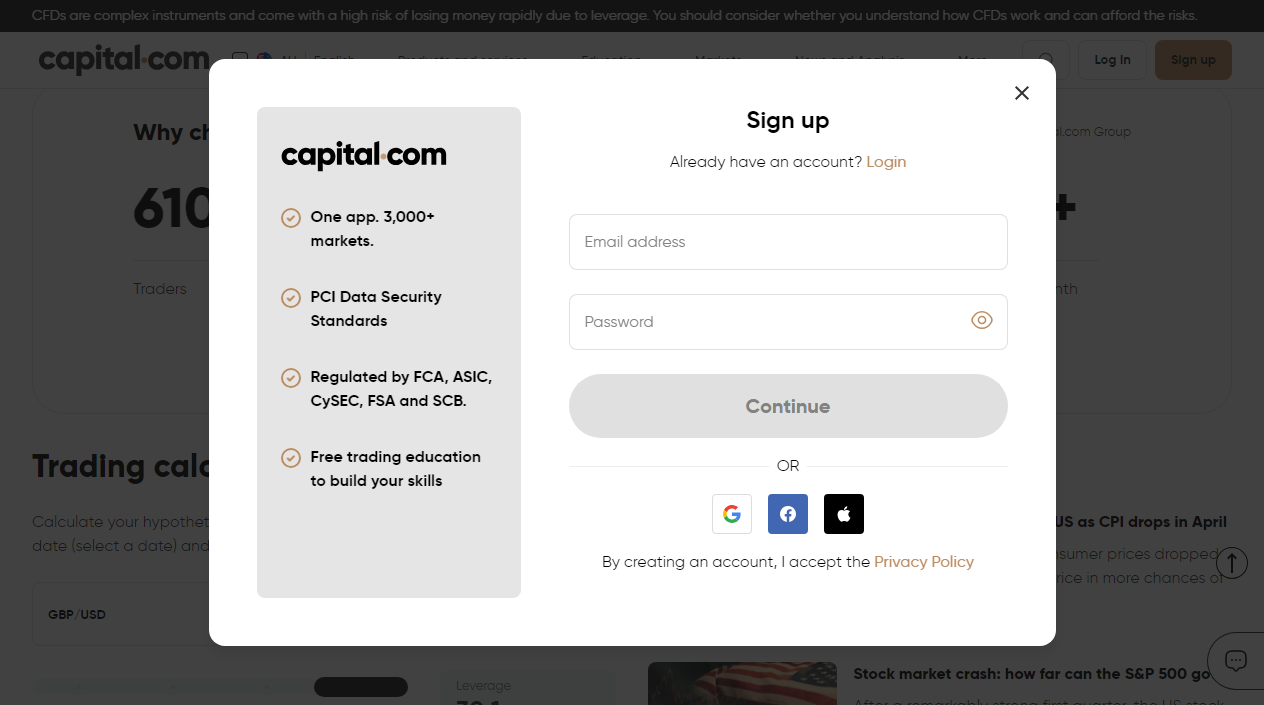 CFDs are complex instruments and come with a high risk of losing money rapidly due to leverage. You should consider whether you understand how CFDs work and can afford the risks.
capital.com
Log In
Sign up
Why
610
Traders
l.com Group
+
Sign up
Already have an account? Login
capital.com
One app. 3,000+
markets.
PCI Data Security
Standards
Regulated by FCA, ASIC,
CySEC, FSA and SCB.
Free trading education
to build your skills
Email address
Password
Continue
OR
By creating an account, I accept the Privacy Policy
Trading calc
Calculate your hypothet
date (select a date) and
GBP/USD
Leverage
US as CPI drops in April
nsumer prices dropped
rice in more chances of
Stock market crash: how far can the S&P 500 go